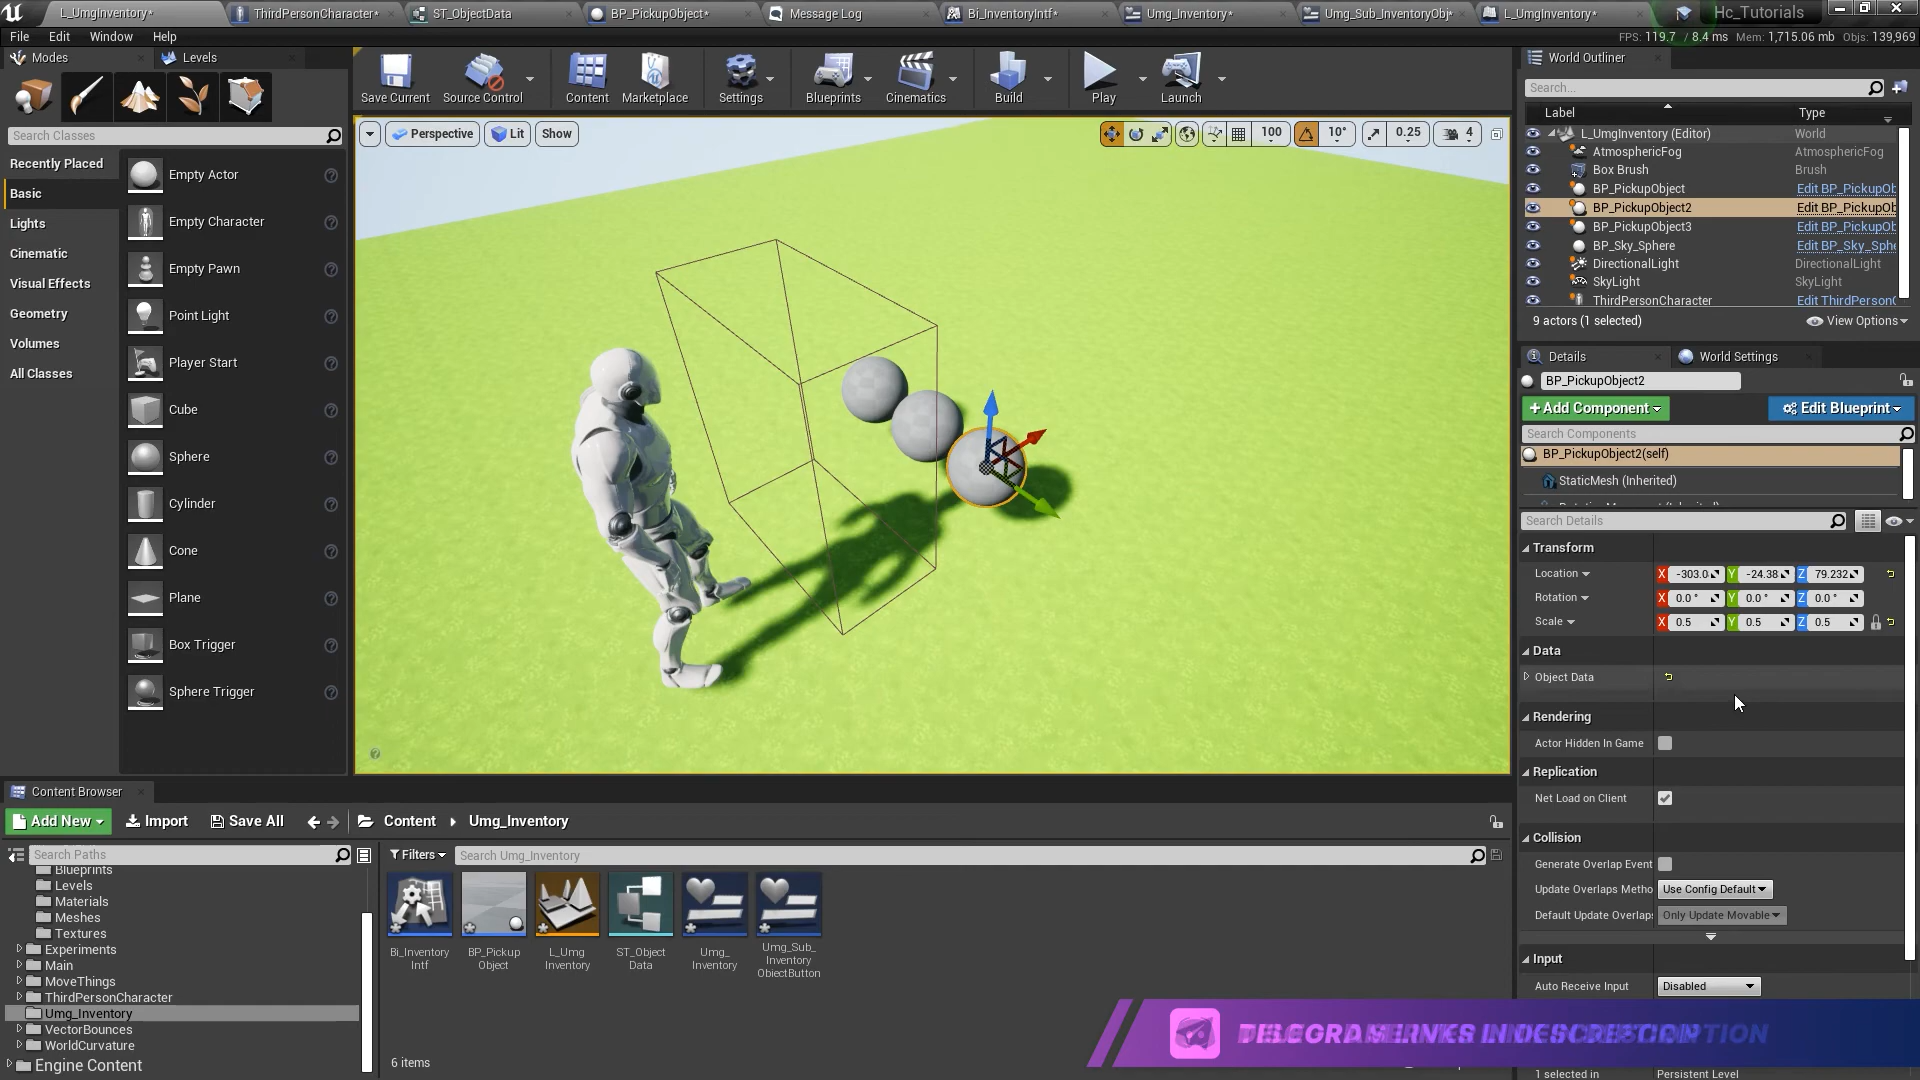 L_UmgInventory*
ThirdPersonCharacter*
ST_ObjectData
BP_PickupObject*
Message Log
Bi_InventoryIntf*
Umg_Inventory*
Umg_Sub_InventoryObj*
L_UmgInventory*
Hc_Tutorials
File Edit Window Help
FPS: 119.7 / 8.4 ms Mem: 1,715.06 mb Objs: 139,969
Modes
Levels
Search Classes
Recently Placed
Basic
Lights
Cinematic
Visual Effects
Geometry
Volumes
All Classes
Empty Actor
Empty Character
Empty Pawn
Point Light
Player Start
Cube
Sphere
Cylinder
Cone
Plane
Box Trigger
Sphere Trigger
Save Current
Source Control
Content
Marketplace
Settings
Blueprints
Cinematics
Build
Play
Launch
Perspective
Lit
Show
100
10°
0.25
4
World Outliner
Search...
Label Type
L_UmgInventory (Editor) World
AtmosphericFog AtmosphericFog
Box Brush Brush
BP_PickupObject Edit BP_PickupOb
BP_PickupObject2 Edit BP_PickupOb
BP_PickupObject3 Edit BP_PickupOb
BP_Sky_Sphere Edit BP_Sky_Sphe
DirectionalLight DirectionalLight
SkyLight SkyLight
ThirdPersonCharacter Edit ThirdPersonC
9 actors (1 selected)
View Options
Details
World Settings
BP_PickupObject2
+Add Component
Edit Blueprint
Search Components
BP_PickupObject2(self)
StaticMesh (Inherited)
Search Details
Transform
Location X -303.0 Y -24.38 Z 79.232
Rotation X 0.0° Y 0.0° Z 0.0°
Scale X 0.5 Y 0.5 Z 0.5
Data
Object Data
Rendering
Actor Hidden In Game
Replication
Net Load on Client
Collision
Generate Overlap Event
Update Overlaps Metho Use Config Default
Default Update Overlaps Only Update Movable
Input
Auto Receive Input Disabled
1 selected in Persistent Level
Content Browser
Add New
Import
Save All
Content
Umg_Inventory
Search Paths
Filters
Search Umg_Inventory
Blueprints
Levels
Materials
Meshes
Textures
Experiments
Main
MoveThings
ThirdPersonCharacter
Umg_Inventory
VectorBounces
WorldCurvature
Engine Content
Bi_Inventory
Intf
BP_Pickup
Object
L_Umg
Inventory
ST_Object
Data
Umg_
Inventory
Umg_Sub_
Inventory
ObjectButton
6 items